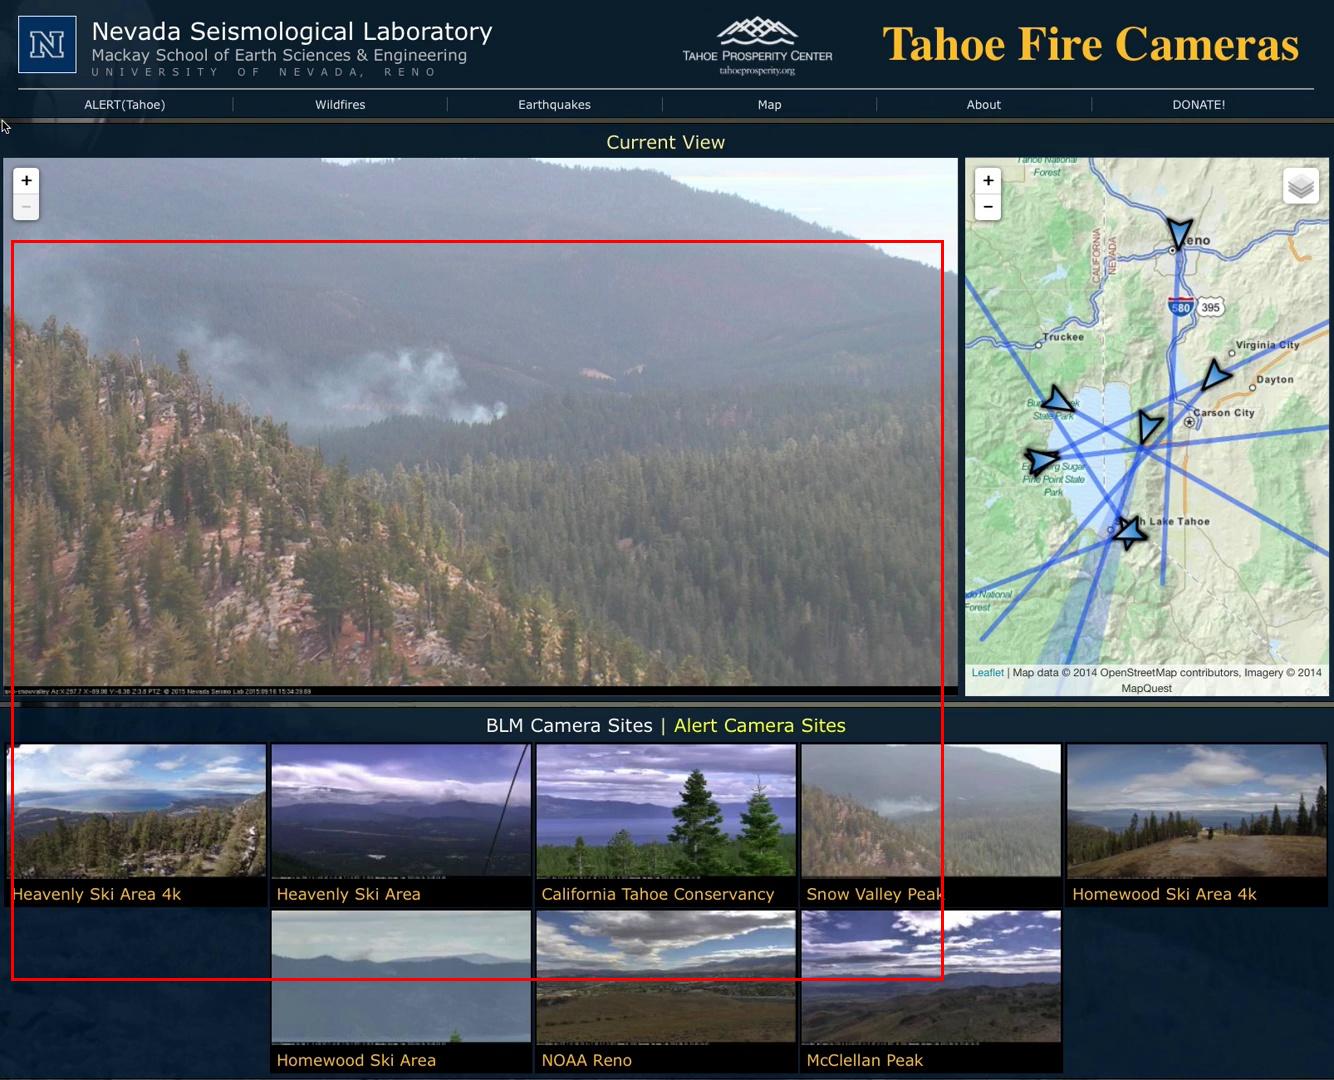 N
Nevada Seismological Laboratory
Mackay School of Earth Sciences & Engineering
UNIVERSITY OF NEVADA, RENO
TAHOE PROSPERITY CENTER
tahoeprosperity.org
Tahoe Fire Cameras
ALERT(Tahoe)
Wildfires
Earthquakes
Map
About
DONATE!
Current View
+
−
© 2015 Nevada Seismo Lab
+
−
Tahoe National
Forest
CALIFORNIA
NEVADA
580
395
Truckee
Virginia City
Dayton
Carson City
State Park
Sugar
Pine Point State
Park
Lake Tahoe
National
Forest
Leaflet | Map data © 2014 OpenStreetMap contributors, Imagery © 2014
MapQuest
BLM Camera Sites | Alert Camera Sites
Heavenly Ski Area 4k
Heavenly Ski Area
California Tahoe Conservancy
Snow Valley Peak
Homewood Ski Area 4k
Homewood Ski Area
NOAA Reno
McClellan Peak